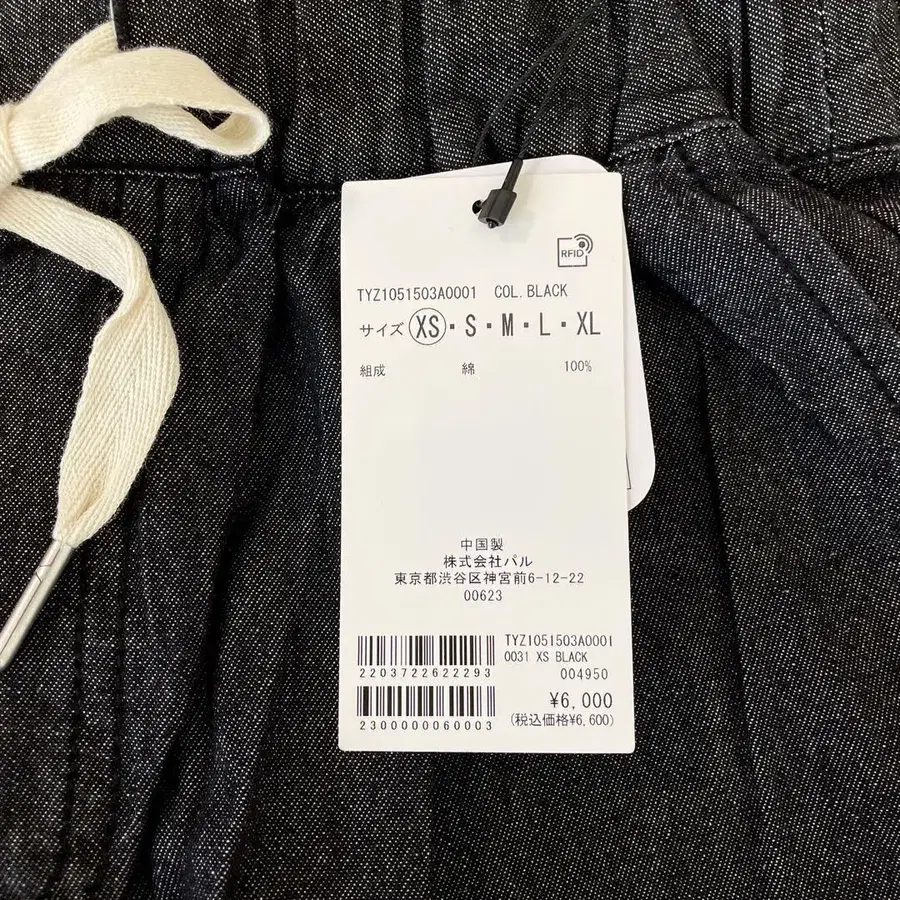 RFID
TYZ1051503A0001 COL. BLACK
サイズ XS・S・M・L・XL
組成 綿 100%
中国製
株式会社パル
東京都渋谷区神宮前6-12-22
00623
TYZ1051503A0001
0031 XS BLACK
2203722622293
004950
¥6,000
2300000060003
(税込価格¥6,600)